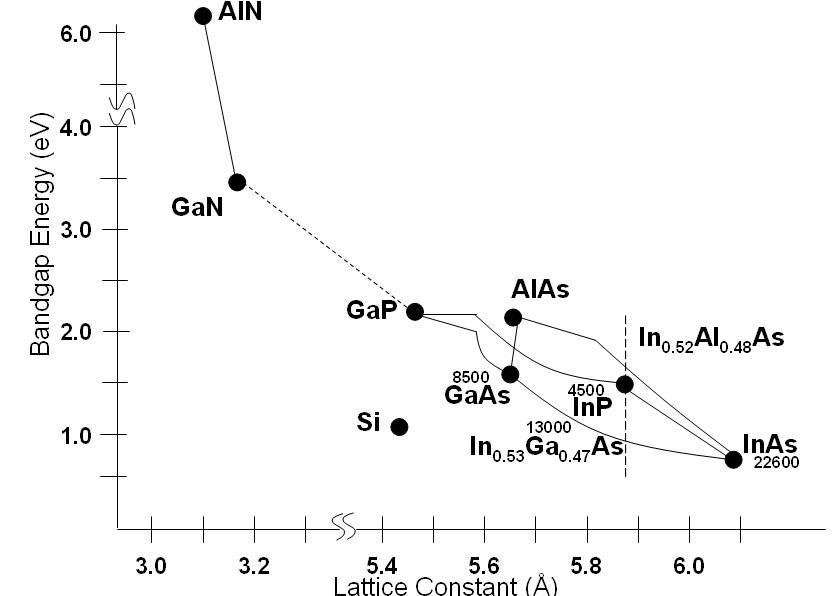 AlN
6.0
4.0
GaN
3.0
Bandgap Energy (eV)
AlAs
GaP
2.0
In0.52Al0.48As
8500
4500
GaAs
InP
Si
13000
1.0
In0.53Ga0.47As
InAs
22600
3.0 3.2 5.4 5.6 5.8 6.0
Lattice Constant (Å)